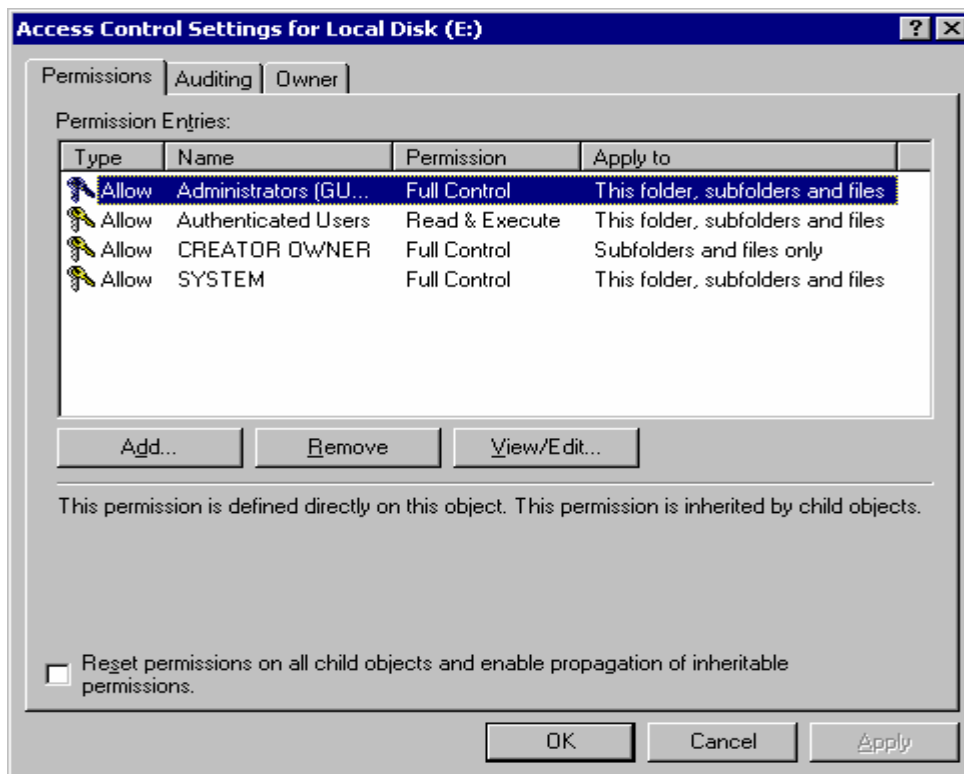 Access Control Settings for Local Disk (E:)
Permissions Auditing Owner
Permission Entries:
Type Name Permission Apply to
Allow Administrators (GU... Full Control This folder, subfolders and files
Allow Authenticated Users Read & Execute This folder, subfolders and files
Allow CREATOR OWNER Full Control Subfolders and files only
Allow SYSTEM Full Control This folder, subfolders and files
Add... Remove View/Edit...
This permission is defined directly on this object. This permission is inherited by child objects.
Reset permissions on all child objects and enable propagation of inheritable
permissions.
OK Cancel Apply